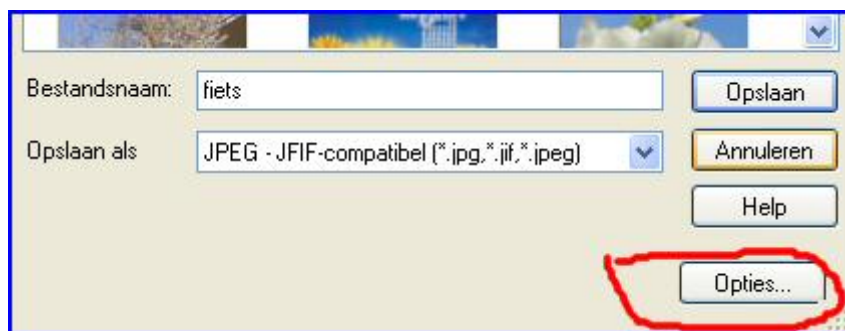 Bestandsnaam: fiets Opslaan
Opslaan als JPEG - JFIF-compatibel (*.jpg,*.jif,*.jpeg) Annuleren
Help
Opties...